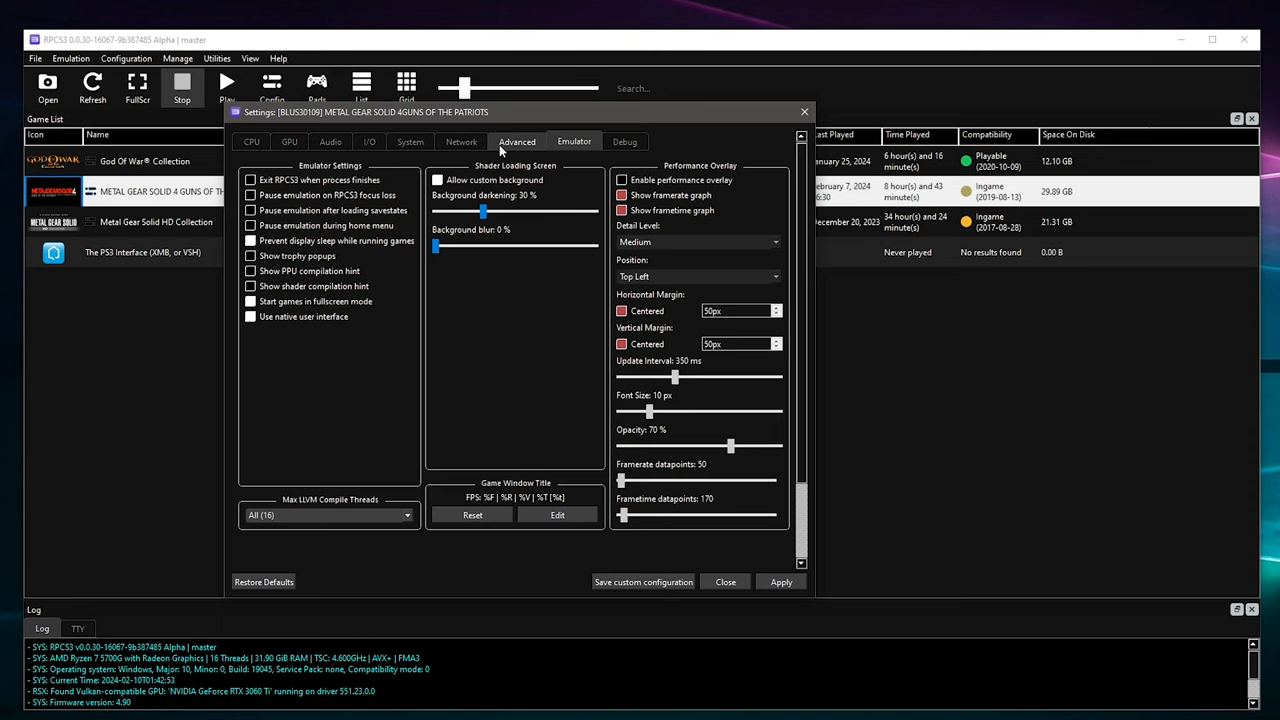 RPCS3 0.0.30-16067-9b387485 Alpha | master
File Emulation Configuration Manage Utilities View Help
Open Refresh FullScr Stop Play Config Pads List Grid Search...
Settings: [BLUS30109] METAL GEAR SOLID 4GUNS OF THE PATRIOTS
Game List
Icon Name Last Played Time Played Compatibility Space On Disk
CPU GPU Audio I/O System Network Advanced Emulator Debug
GOD OF WAR God Of War® Collection anuary 25, 2024 6 hour(s) and 16 minute(s) Playable (2020-10-09) 12.10 GB
METAL GEAR SOLID 4 GUNS OF TH ebruary 7, 2024 6:30 8 hour(s) and 43 minute(s) Ingame (2019-08-13) 29.89 GB
METAL GEAR SOLID Metal Gear Solid HD Collection ecember 20, 2023 34 hour(s) and 24 minute(s) Ingame (2017-08-28) 21.31 GB
The PS3 Interface (XMB, or VSH) Never played No results found 0.00 B
Emulator Settings
Exit RPCS3 when process finishes
Pause emulation on RPCS3 focus loss
Pause emulation after loading savestates
Pause emulation during home menu
Prevent display sleep while running games
Show trophy popups
Show PPU compilation hint
Show shader compilation hint
Start games in fullscreen mode
Use native user interface
Max LLVM Compile Threads
All (16)
Shader Loading Screen
Allow custom background
Background darkening: 30 %
Background blur: 0 %
Game Window Title
FPS: %F | %R | %V | %T [%t]
Reset Edit
Performance Overlay
Enable performance overlay
Show framerate graph
Show frametime graph
Detail Level:
Medium
Position:
Top Left
Horizontal Margin:
Centered 50px
Vertical Margin:
Centered 50px
Update Interval: 350 ms
Font Size: 10 px
Opacity: 70 %
Framerate datapoints: 50
Frametime datapoints: 170
Restore Defaults Save custom configuration Close Apply
Log
Log TTY
- SYS: RPCS3 v0.0.30-16067-9b387485 Alpha | master
- SYS: AMD Ryzen 7 5700G with Radeon Graphics | 16 Threads | 31.90 GiB RAM | TSC: 4.600GHz | AVX+ | FMA3
- SYS: Operating system: Windows, Major: 10, Minor: 0, Build: 19045, Service Pack: none, Compatibility mode: 0
- SYS: Current Time: 2024-02-10T01:42:53
- RSX: Found Vulkan-compatible GPU: 'NVIDIA GeForce RTX 3060 Ti' running on driver 551.23.0.0
- SYS: Firmware version: 4.90